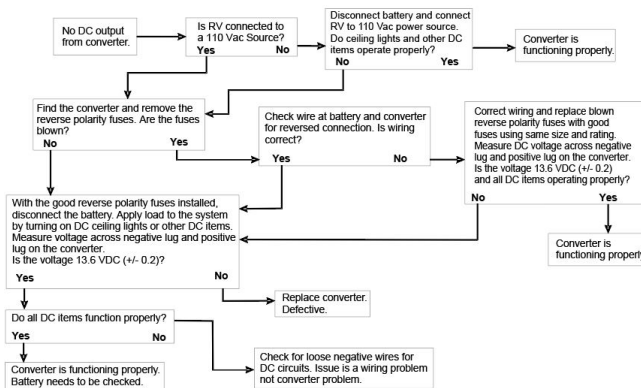 No DC output
from converter.
Is RV connected to
a 110 Vac Source?
Yes No
Disconnect battery and connect
RV to 110 Vac power source.
Do ceiling lights and other DC
items operate properly?
No Yes
Converter is
functioning properly.
Find the converter and remove the
reverse polarity fuses. Are the fuses
blown?
No Yes
Check wire at battery and converter
for reversed connection. Is wiring
correct?
Yes No
Correct wiring and replace blown
reverse polarity fuses with good
fuses using same size and rating.
Measure DC voltage across negative
lug and positive lug on the converter.
Is the voltage 13.6 VDC (+/- 0.2)
and all DC items operating properly?
No Yes
Converter is
functioning properly
With the good reverse polarity fuses installed,
disconnect the battery. Apply load to the system
by turning on DC ceiling lights or other DC items.
Measure voltage across negative lug and positive
lug on the converter.
Is the voltage 13.6 VDC (+/- 0.2)?
Yes No
Replace converter.
Defective.
Do all DC items function properly?
Yes No
Converter is functioning properly.
Battery needs to be checked.
Check for loose negative wires for
DC circuits. Issue is a wiring problem
not converter problem.